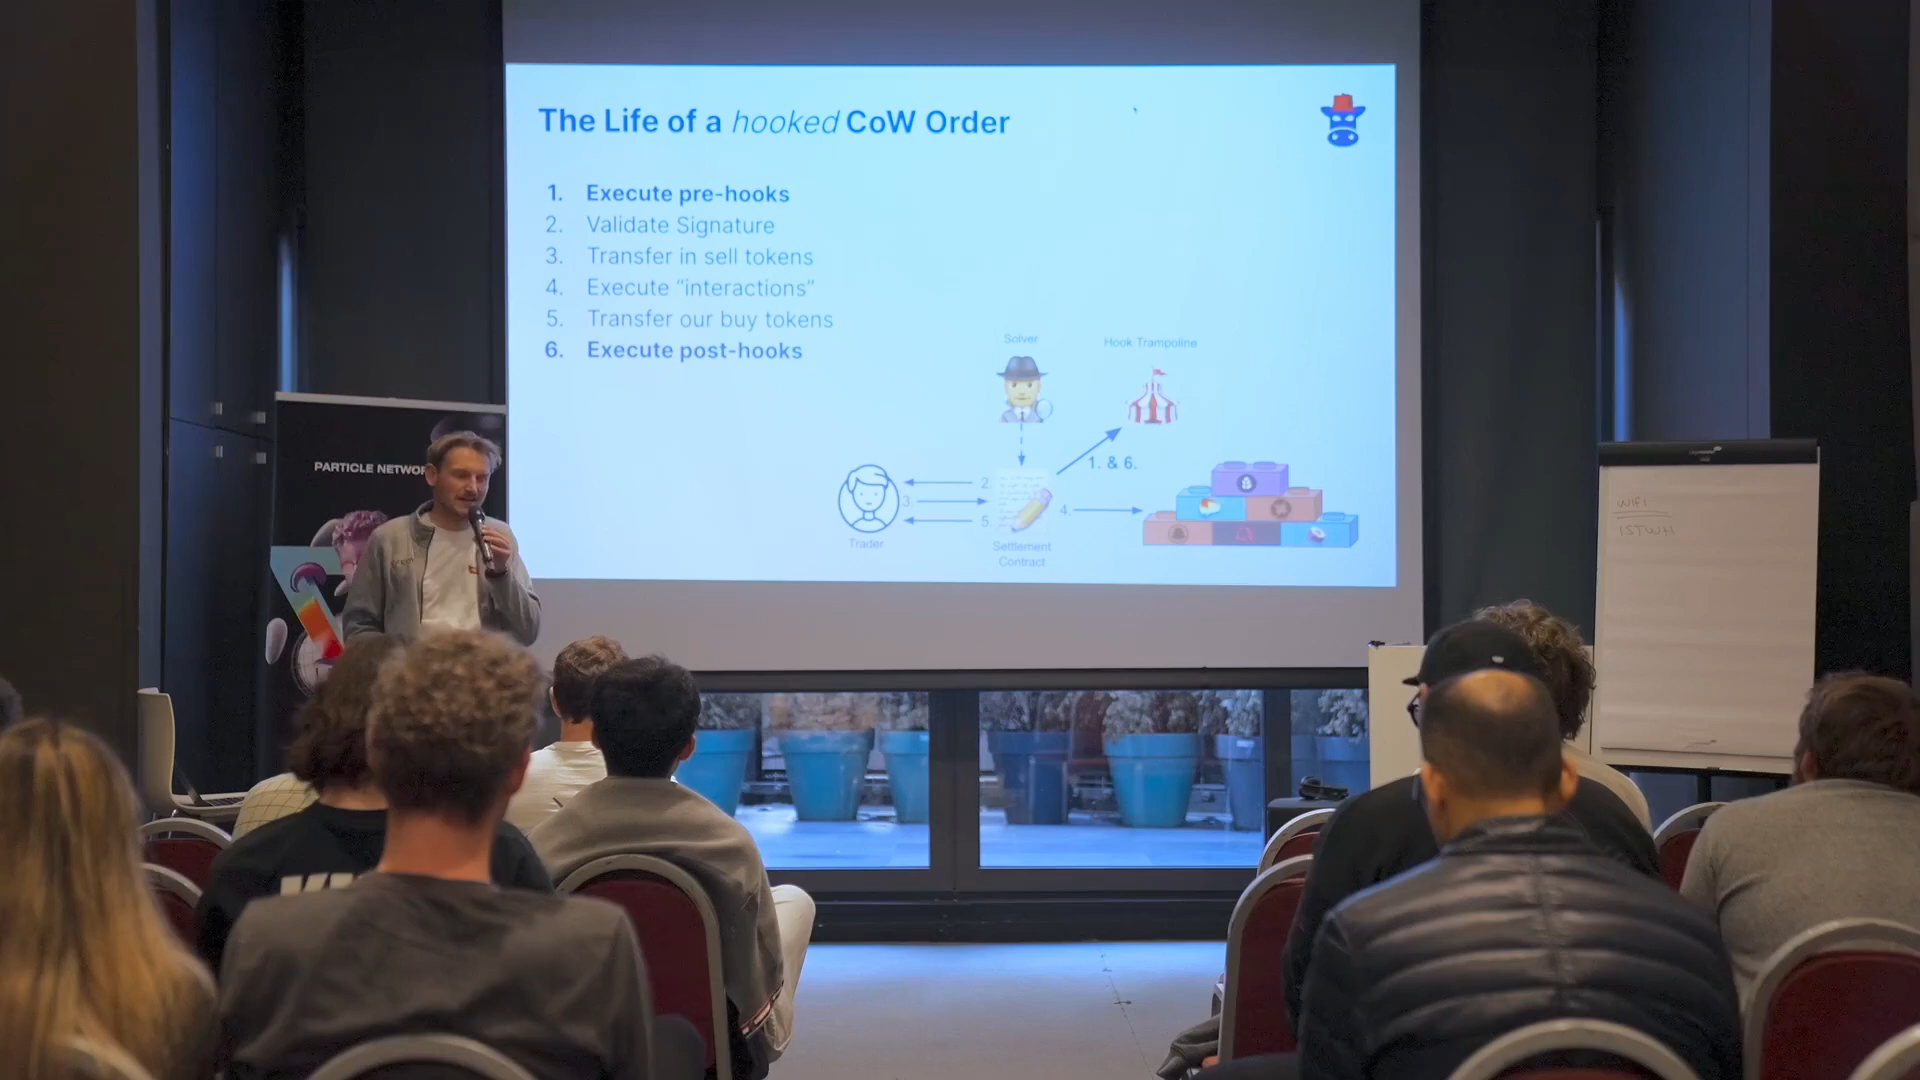 The Life of a hooked CoW Order
1. Execute pre-hooks
2. Validate Signature
3. Transfer in sell tokens
4. Execute “interactions”
5. Transfer our buy tokens
6. Execute post-hooks
Solver
Hook Trampoline
1. & 6.
2.
3.
4.
5.
Trader
Settlement
Contract
PARTICLE NETWOR
WIFI